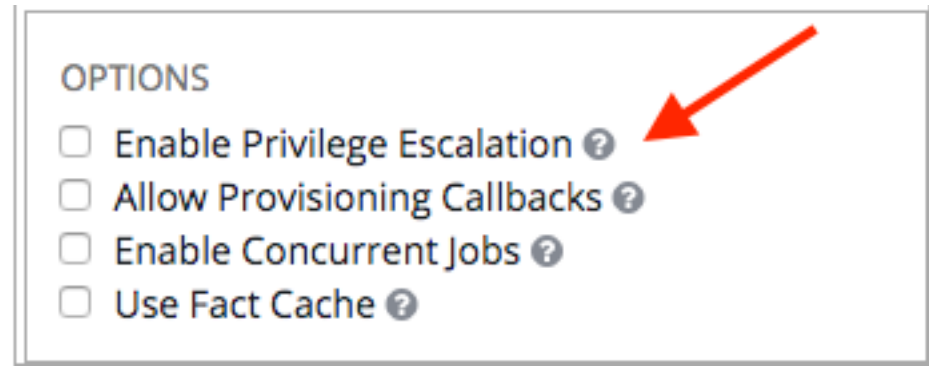 OPTIONS
Enable Privilege Escalation ?
Allow Provisioning Callbacks ?
Enable Concurrent Jobs ?
Use Fact Cache ?